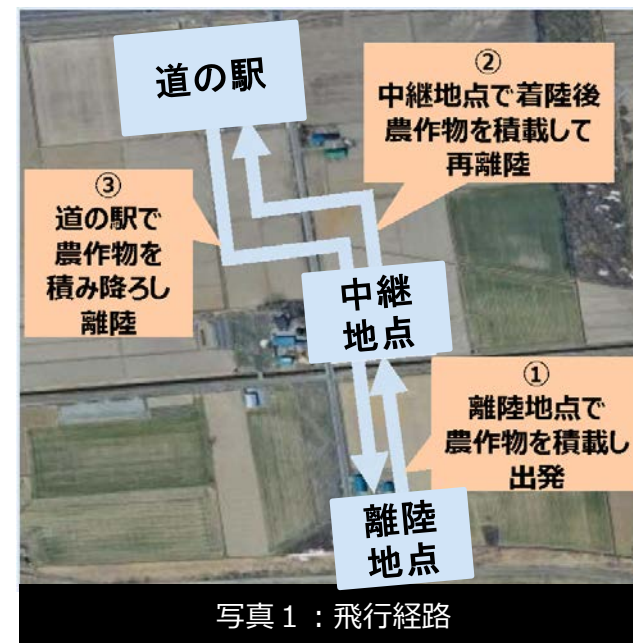 道の駅
②
中継地点で着陸後
農作物を積載して
再離陸
③
道の駅で
農作物を
積み降ろし
離陸
中継
地点
①
離陸地点で
農作物を積載し
出発
離陸
地点
写真１：飛行経路